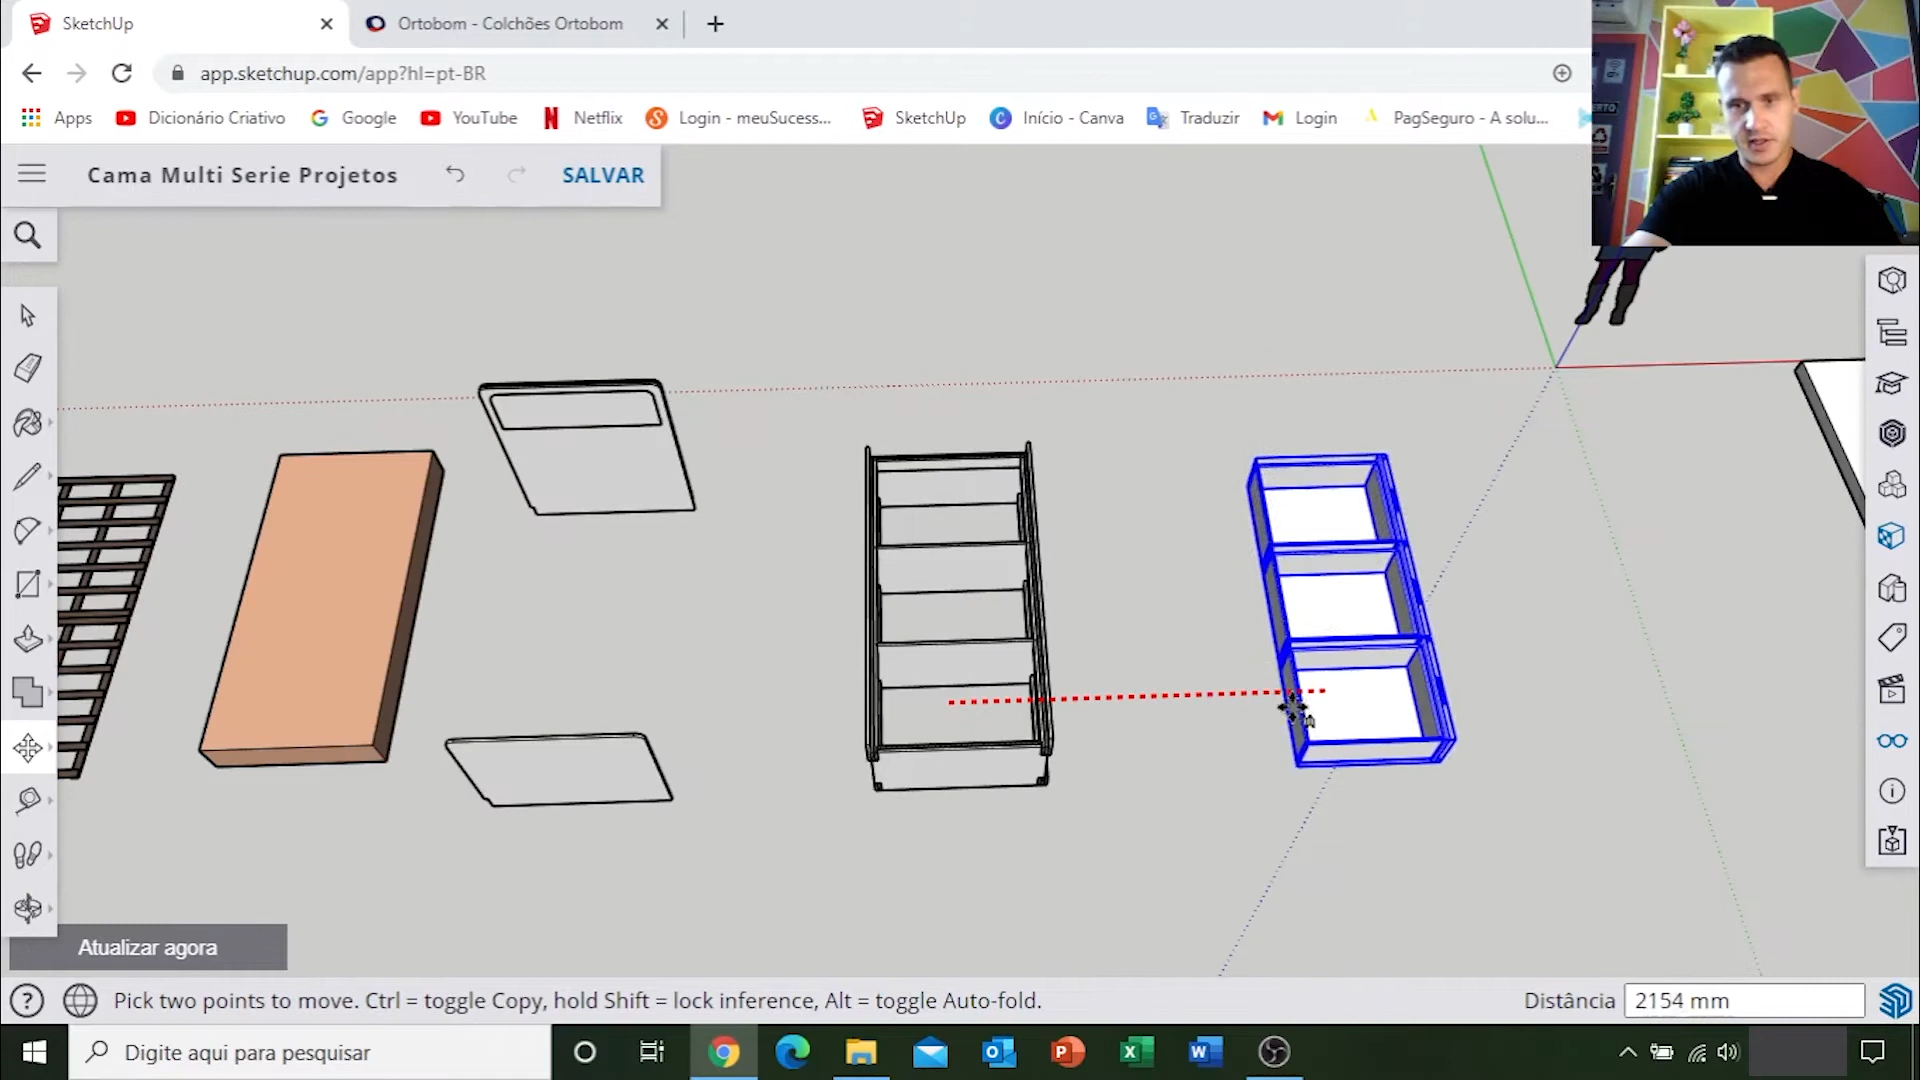 SketchUp
Ortobom - Colchões Ortobom
app.sketchup.com/app?hl=pt-BR
Apps
Dicionário Criativo
Google
YouTube
Netflix
Login - meuSucess...
SketchUp
Início - Canva
Traduzir
Login
PagSeguro - A solu...
Cama Multi Serie Projetos
SALVAR
Atualizar agora
Pick two points to move. Ctrl = toggle Copy, hold Shift = lock inference, Alt = toggle Auto-fold.
Distância
2154 mm
Digite aqui para pesquisar